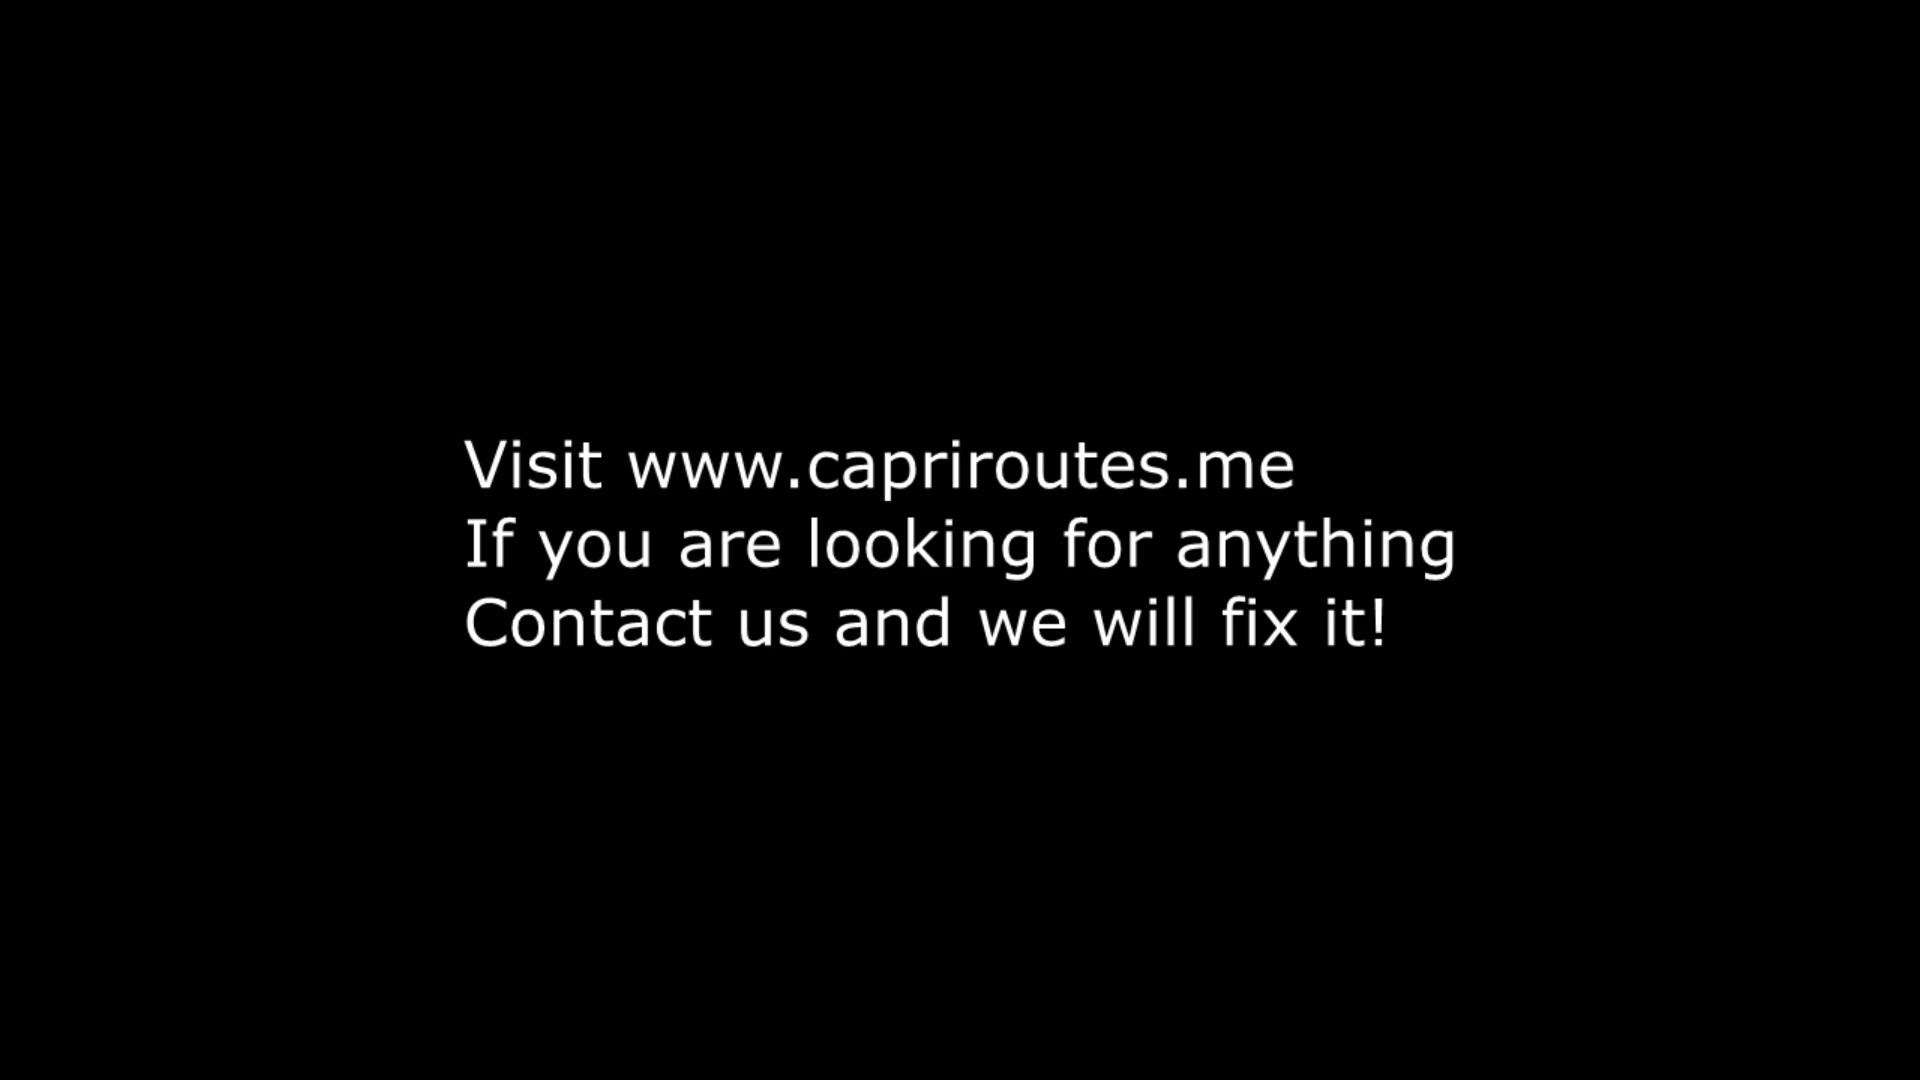 Visit www.capriroutes.me
If you are looking for anything
Contact us and we will fix it!